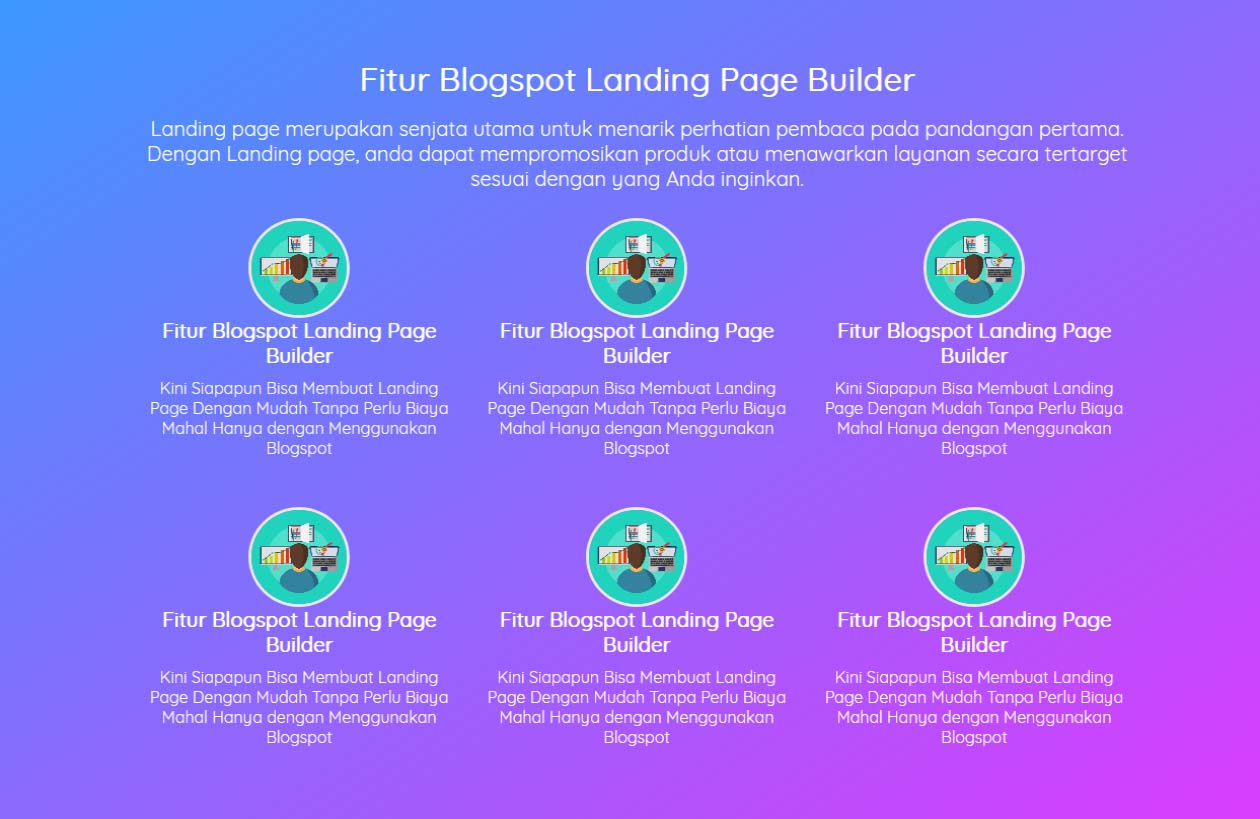 Fitur Blogspot Landing Page Builder
Landing page merupakan senjata utama untuk menarik perhatian pembaca pada pandangan pertama.
Dengan Landing page, anda dapat mempromosikan produk atau menawarkan layanan secara tertarget
sesuai dengan yang Anda inginkan.
Fitur Blogspot Landing Page
Builder
Kini Siapapun Bisa Membuat Landing
Page Dengan Mudah Tanpa Perlu Biaya
Mahal Hanya dengan Menggunakan
Blogspot
Fitur Blogspot Landing Page
Builder
Kini Siapapun Bisa Membuat Landing
Page Dengan Mudah Tanpa Perlu Biaya
Mahal Hanya dengan Menggunakan
Blogspot
Fitur Blogspot Landing Page
Builder
Kini Siapapun Bisa Membuat Landing
Page Dengan Mudah Tanpa Perlu Biaya
Mahal Hanya dengan Menggunakan
Blogspot
Fitur Blogspot Landing Page
Builder
Kini Siapapun Bisa Membuat Landing
Page Dengan Mudah Tanpa Perlu Biaya
Mahal Hanya dengan Menggunakan
Blogspot
Fitur Blogspot Landing Page
Builder
Kini Siapapun Bisa Membuat Landing
Page Dengan Mudah Tanpa Perlu Biaya
Mahal Hanya dengan Menggunakan
Blogspot
Fitur Blogspot Landing Page
Builder
Kini Siapapun Bisa Membuat Landing
Page Dengan Mudah Tanpa Perlu Biaya
Mahal Hanya dengan Menggunakan
Blogspot